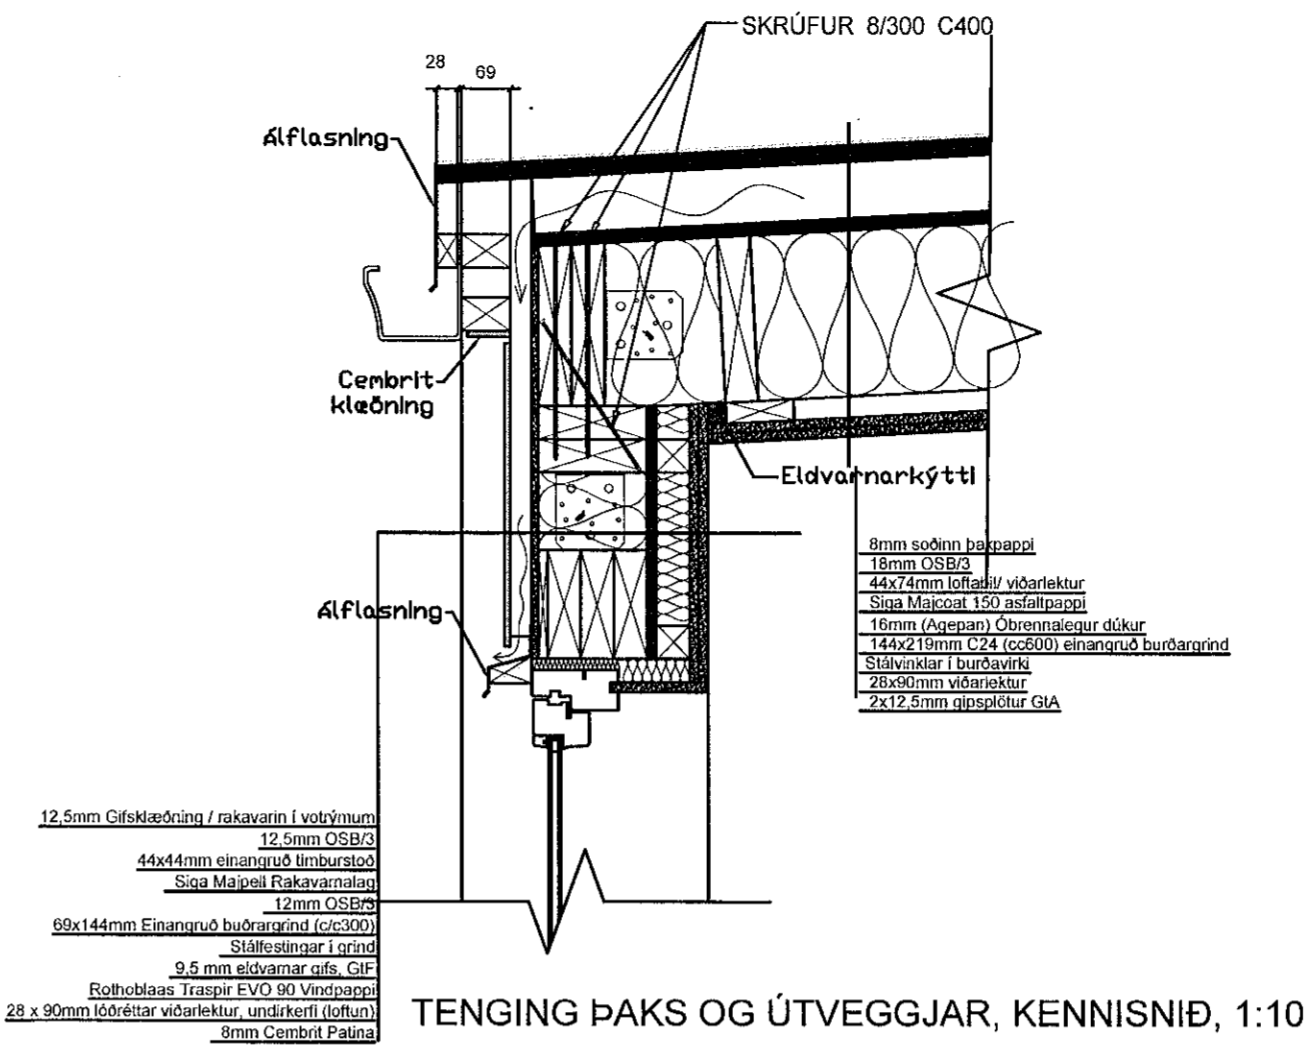 SKRÚFUR 8/300 C400
28
69
Álflasning
Cembrit
klæðning
Eldvarnarkýtti
8mm soðinn þakpappi
18mm OSB/3
44x74mm loftabil/ viðarlektur
Siga Majcoat 150 asfaltpappi
16mm (Agepan) Óbrennalegur dúkur
144x219mm C24 (cc600) einangruð burðargrind
Stálvinklar í burðavirki
28x90mm viðarlektur
2x12,5mm gipsplötur GtA
Álflasning
12,5mm Gifsklæðning / rakavarin í votrýmum
12,5mm OSB/3
44x44mm einangruð timburstoð
Siga Majpell Rakavarnalag
12mm OSB/3
69x144mm Einangruð buðrargrind (c/c300)
Stálfestingar í grind
9,5 mm eldvarnar gifs, GtF
Rothoblaas Traspir EVO 90 Vindpappi
28 x 90mm lóðréttar viðarlektur, undirkerfi (loftun)
8mm Cembrit Patina
TENGING ÞAKS OG ÚTVEGGJAR, KENNISNIÐ, 1:10